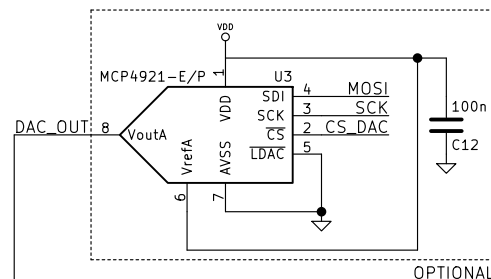 VDD
MCP4921-E/P
1
U3
VDD
SDI
4
MOSI
SCK
3
SCK
100n
DAC_OUT
8
VoutA
CS
2
CS_DAC
C12
VrefA
AVSS
LDAC
5
6
7
OPTIONAL